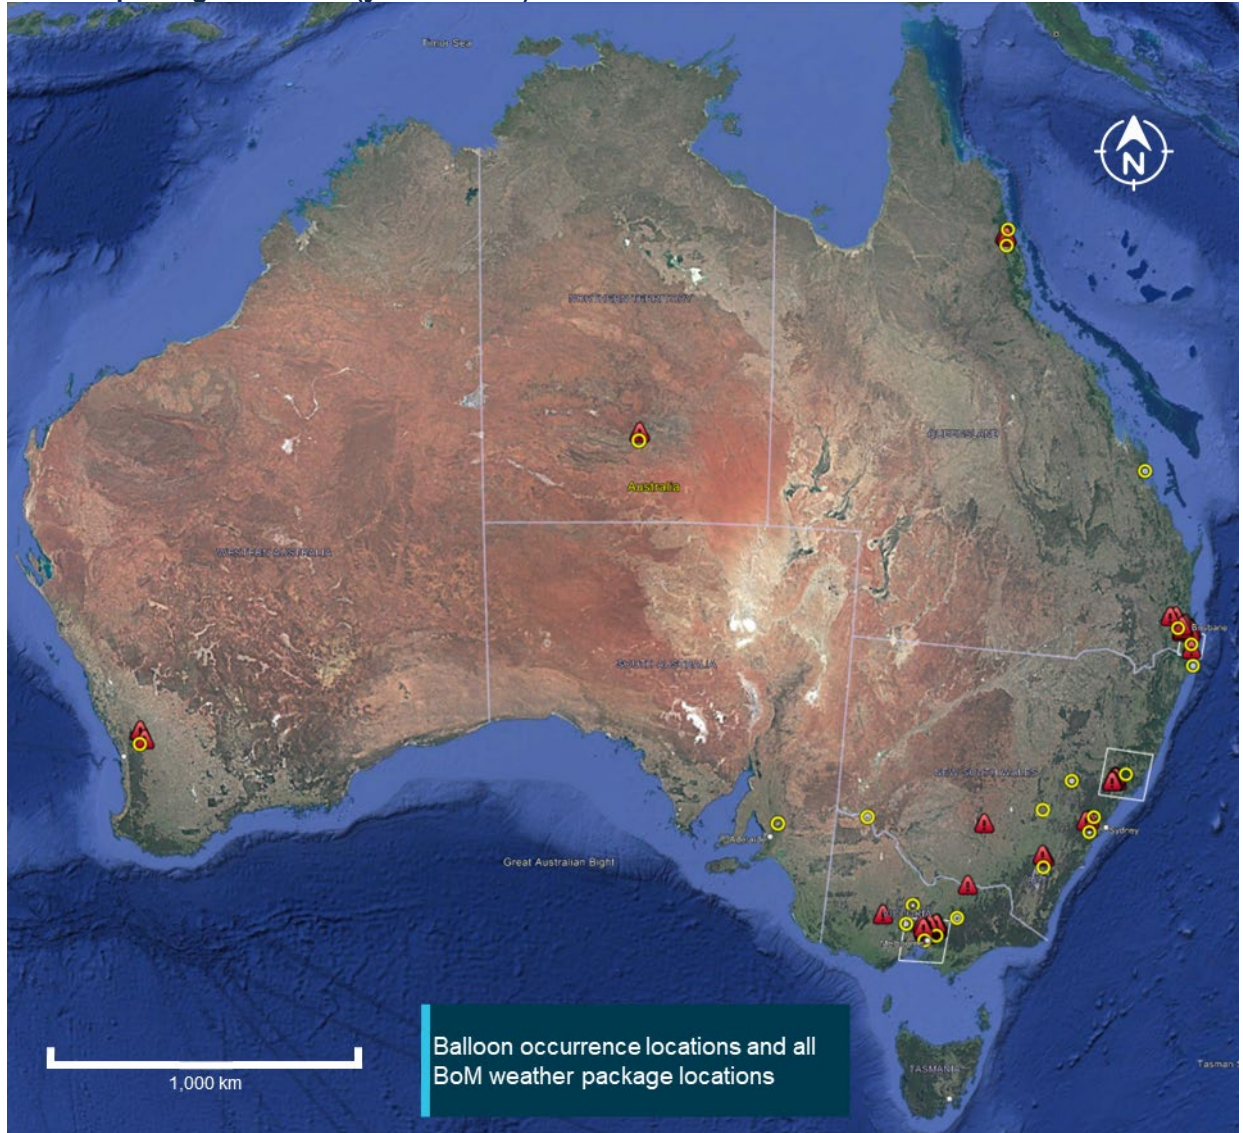 Timor Sea
N
NORTHERN TERRITORY
QUEENSLAND
Australia
WESTERN AUSTRALIA
Brisbane
SOUTH AUSTRALIA
NEW SOUTH WALES
Sydney
Adelaide
Great Australian Bight
Melbourne
Balloon occurrence locations and all
BoM weather package locations
1,000 km
TASMANIA
Tasman S